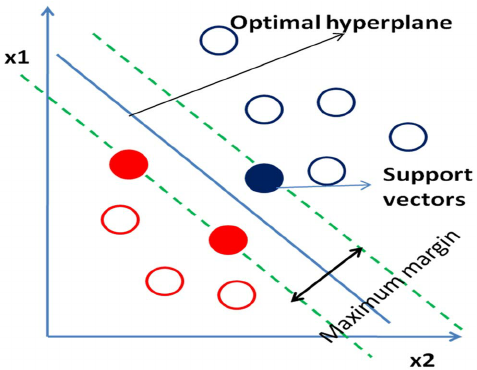 Optimal hyperplane
x1
Support
vectors
Maximum margin
x2